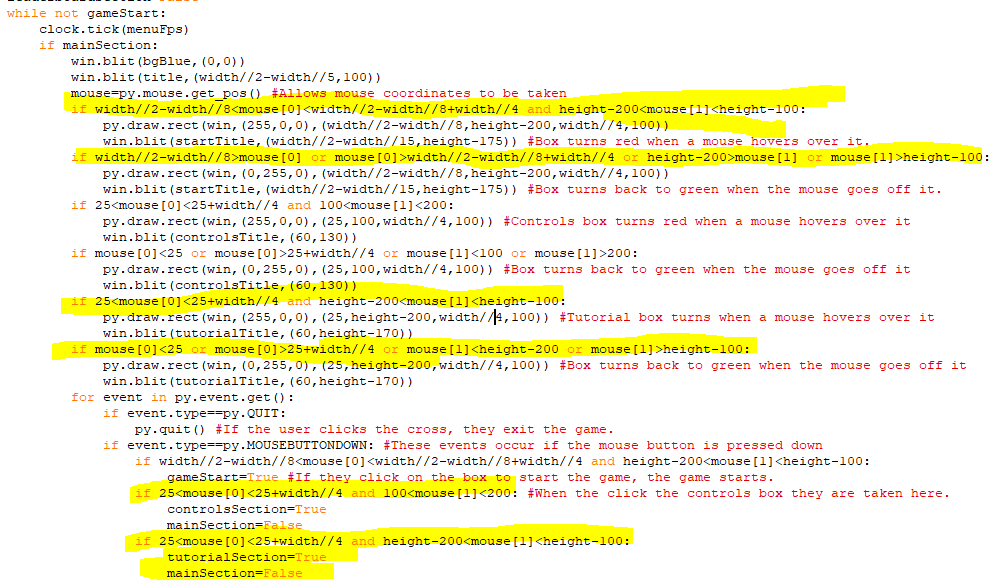 while not gameStart:
    clock.tick(menuFps)
    if mainSection:
        win.blit(bgBlue,(0,0))
        win.blit(title,(width//2-width//5,100))
        mouse=py.mouse.get_pos() #Allows mouse coordinates to be taken
        if width//2-width//8<mouse[0]<width//2-width//8+width//4 and height-200<mouse[1]<height-100:
            py.draw.rect(win,(255,0,0),(width//2-width//8,height-200,width//4,100))
            win.blit(startTitle,(width//2-width//15,height-175)) #Box turns red when a mouse hovers over it.
        if width//2-width//8>mouse[0] or mouse[0]>width//2-width//8+width//4 or height-200>mouse[1] or mouse[1]>height-100:
            py.draw.rect(win,(0,255,0),(width//2-width//8,height-200,width//4,100))
            win.blit(startTitle,(width//2-width//15,height-175)) #Box turns back to green when the mouse goes off it.
        if 25<mouse[0]<25+width//4 and 100<mouse[1]<200:
            py.draw.rect(win,(255,0,0),(25,100,width//4,100)) #Controls box turns red when a mouse hovers over it
            win.blit(controlsTitle,(60,130))
        if mouse[0]<25 or mouse[0]>25+width//4 or mouse[1]<100 or mouse[1]>200:
            py.draw.rect(win,(0,255,0),(25,100,width//4,100)) #Box turns back to green when the mouse goes off it
            win.blit(controlsTitle,(60,130))
        if 25<mouse[0]<25+width//4 and height-200<mouse[1]<height-100:
            py.draw.rect(win,(255,0,0),(25,height-200,width//4,100)) #Tutorial box turns when a mouse hovers over it
            win.blit(tutorialTitle,(60,height-170))
        if mouse[0]<25 or mouse[0]>25+width//4 or mouse[1]<height-200 or mouse[1]>height-100:
            py.draw.rect(win,(0,255,0),(25,height-200,width//4,100)) #Box turns back to green when the mouse goes off it
            win.blit(tutorialTitle,(60,height-170))
        for event in py.event.get():
            if event.type==py.QUIT:
                py.quit() #If the user clicks the cross, they exit the game.
            if event.type==py.MOUSEBUTTONDOWN: #These events occur if the mouse button is pressed down
                if width//2-width//8<mouse[0]<width//2-width//8+width//4 and height-200<mouse[1]<height-100:
                    gameStart=True #If they click on the box to start the game, the game starts.
                if 25<mouse[0]<25+width//4 and 100<mouse[1]<200: #When the click the controls box they are taken here.
                    controlsSection=True
                    mainSection=False
                if 25<mouse[0]<25+width//4 and height-200<mouse[1]<height-100:
                    tutorialSection=True
                    mainSection=False